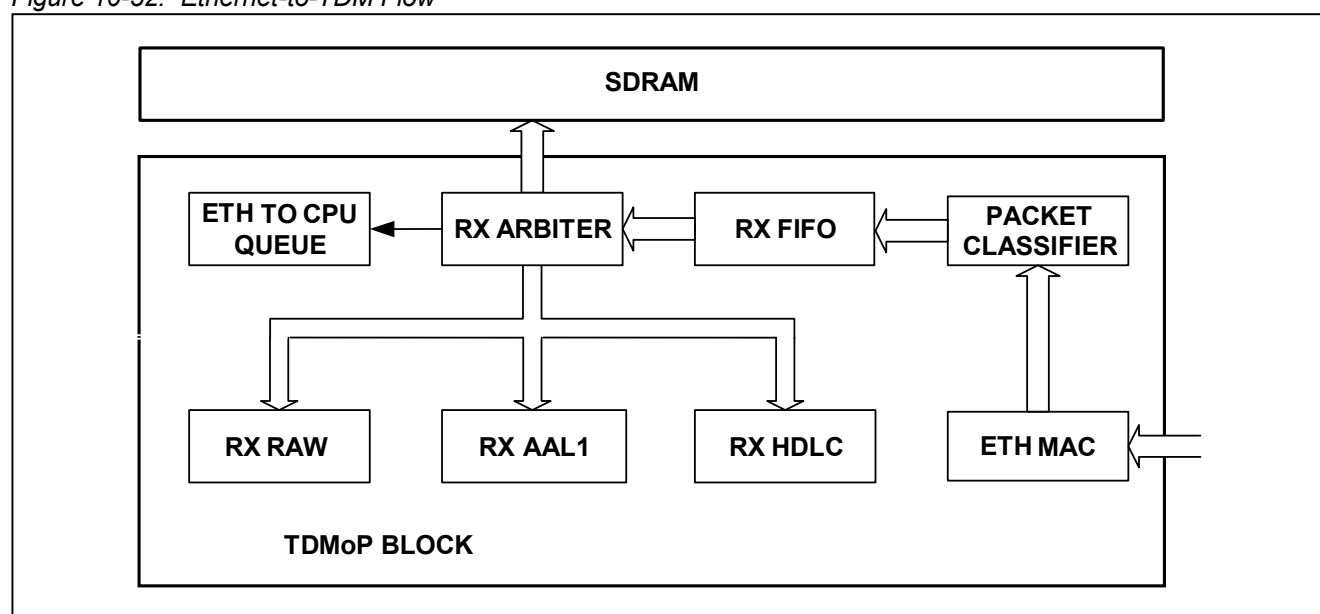 Figure 10-52. Ethernet-to-TDM Flow
SDRAM
ETH TO CPU
QUEUE
RX ARBITER
RX FIFO
PACKET
CLASSIFIER
RX RAW
RX AAL1
RX HDLC
ETH MAC
TDMoP BLOCK